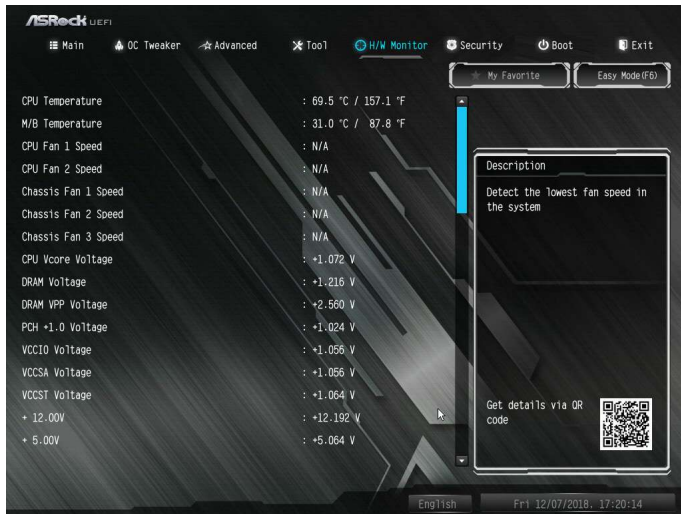 ASRock UEFI
Main OC Tweaker Advanced Tool H/W Monitor Security Boot Exit
My Favorite Easy Mode(F6)
CPU Temperature : 69.5 °C / 157.1 °F
M/B Temperature : 31.0 °C / 87.8 °F
CPU Fan 1 Speed : N/A
CPU Fan 2 Speed : N/A
Chassis Fan 1 Speed : N/A
Chassis Fan 2 Speed : N/A
Chassis Fan 3 Speed : N/A
CPU Vcore Voltage : +1.072 V
DRAM Voltage : +1.216 V
DRAM VPP Voltage : +2.560 V
PCH +1.0 Voltage : +1.024 V
VCCIO Voltage : +1.056 V
VCCSA Voltage : +1.056 V
VCCST Voltage : +1.064 V
+ 12.00V : +12.192 V
+ 5.00V : +5.064 V
Description
Detect the lowest fan speed in
the system
Get details via QR
code
English Fri 12/07/2018, 17:20:14